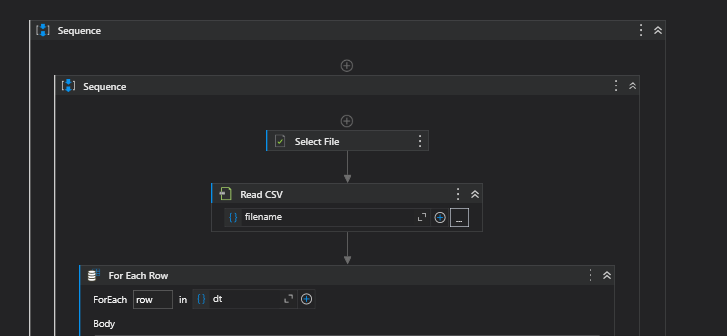 Sequence
Sequence
Select File
Read CSV
filename
...
For Each Row
ForEach row in dt
Body